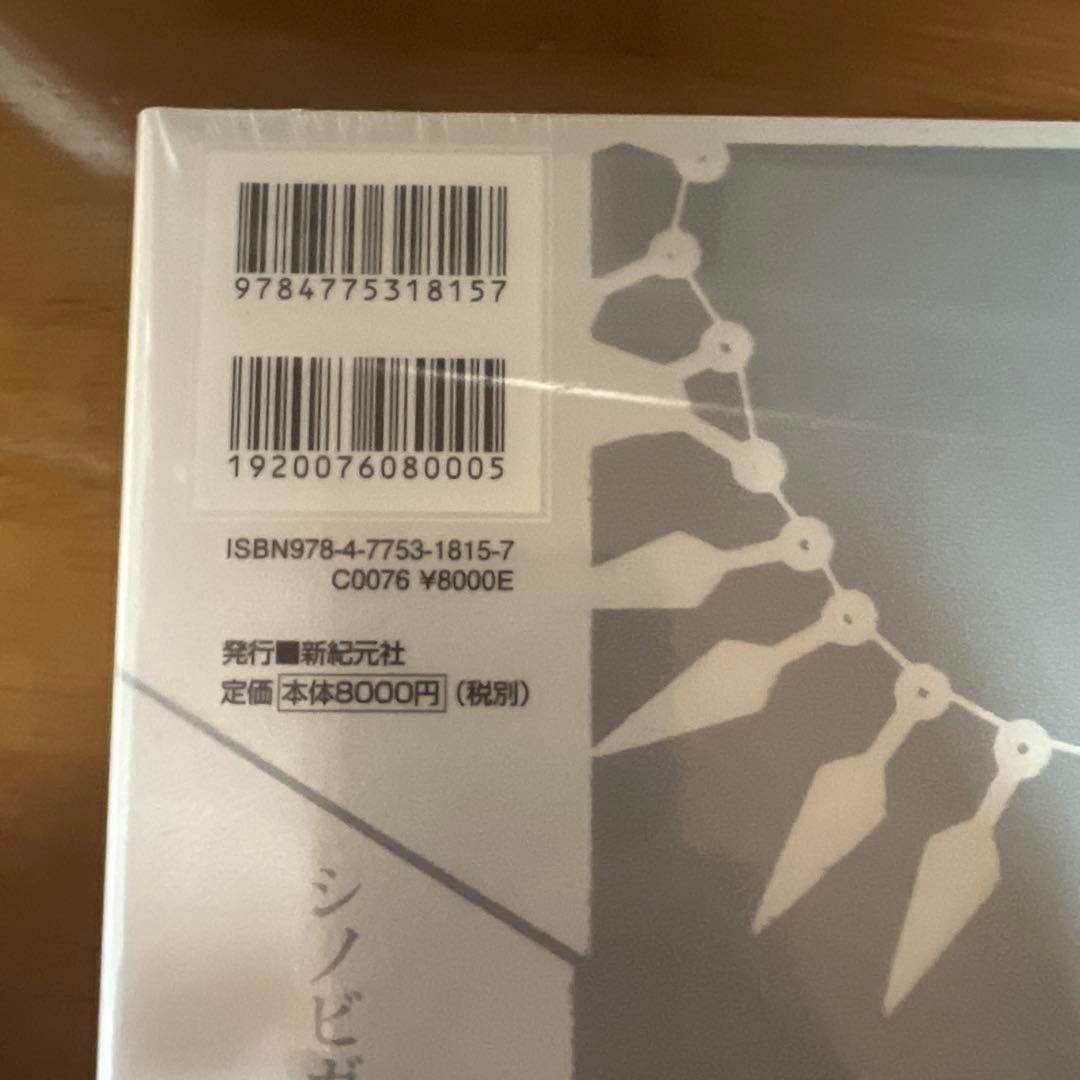 9784775318157
1920076080005
ISBN978-4-7753-1815-7
C0076 ¥8000E
発行■新紀元社
定価 本体8000円（税別）
シノビガ